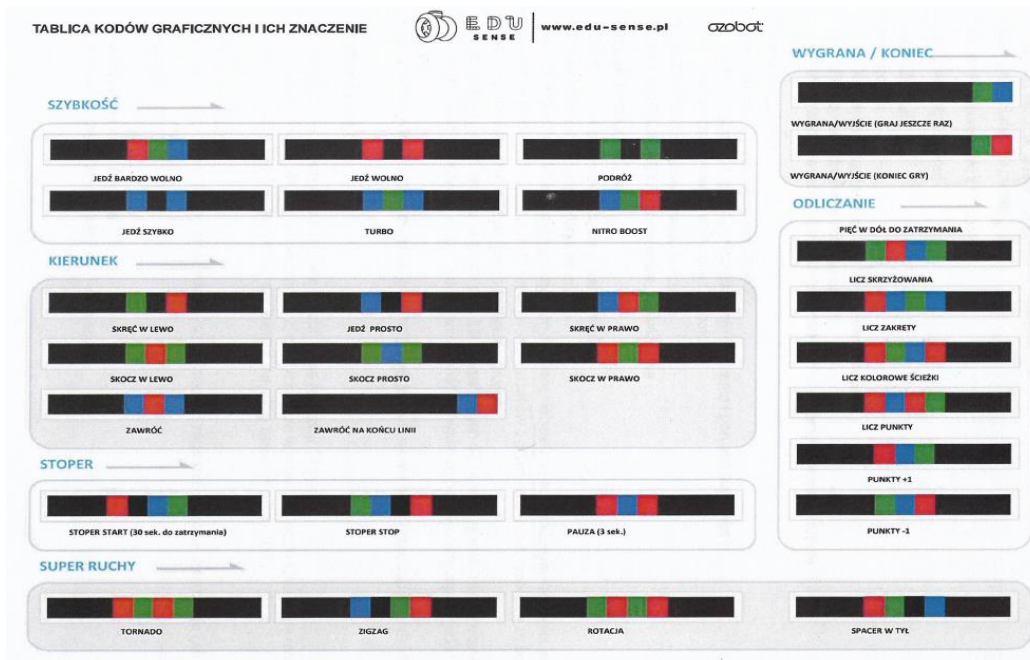 TABLICA KODÓW GRAFICZNYCH I ICH ZNACZENIE
EDU
SENSE
www.edu-sense.pl
ozobot
WYGRANA / KONIEC
WYGRANA/WYJŚCIE (GRAJ JESZCZE RAZ)
WYGRANA/WYJŚCIE (KONIEC GRY)
SZYBKOŚĆ
JEDŹ BARDZO WOLNO
JEDŹ WOLNO
PODRÓŻ
JEDŹ SZYBKO
TURBO
NITRO BOOST
ODLICZANIE
PIĘĆ W DÓŁ DO ZATRZYMANIA
LICZ SKRZYŻOWANIA
LICZ ZAKRETY
LICZ KOLOROWE ŚCIEŻKI
LICZ PUNKTY
PUNKTY +1
PUNKTY -1
KIERUNEK
SKRĘĆ W LEWO
JEDŹ PROSTO
SKRĘĆ W PRAWO
SKOCZ W LEWO
SKOCZ PROSTO
SKOCZ W PRAWO
ZAWRÓĆ
ZAWRÓĆ NA KOŃCU LINII
STOPER
STOPER START (30 sek. do zatrzymania)
STOPER STOP
PAUZA (3 sek.)
SUPER RUCHY
TORNADO
ZIGZAG
ROTACJA
SPACER W TYŁ